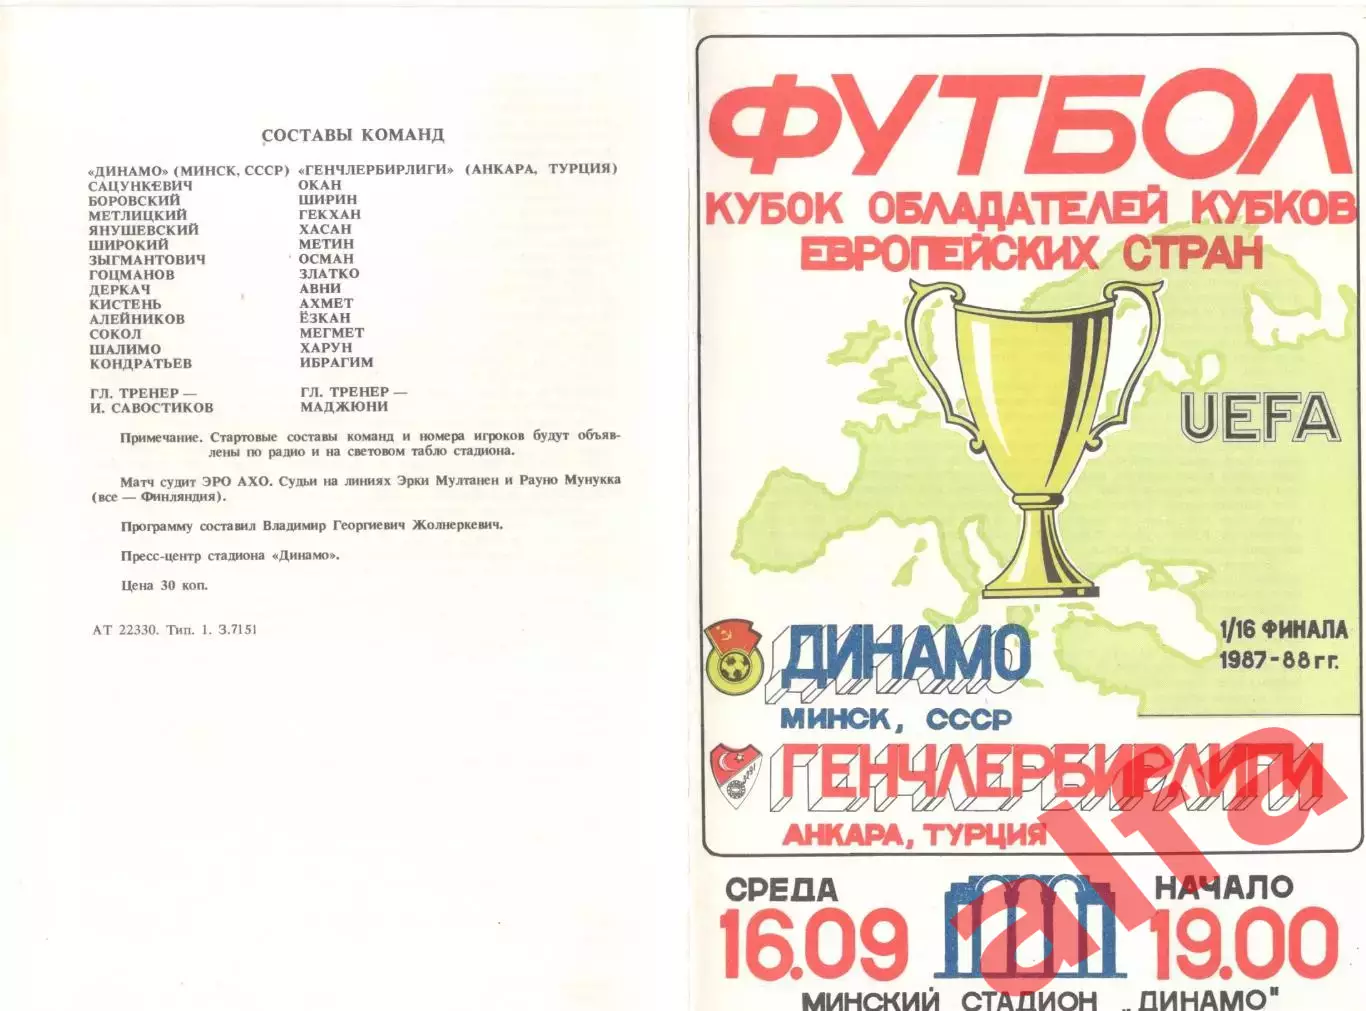 СОСТАВЫ КОМАНД
«ДИНАМО» (МИНСК, СССР) «ГЕНЧЛЕРБИРЛИГИ» (АНКАРА, ТУРЦИЯ)
САЦУНКЕВИЧ ОКАН
БОРОВСКИЙ ШИРИН
МЕТЛИЦКИЙ ГЕКХАН
ЯНУШЕВСКИЙ ХАСАН
ШИРОКИЙ МЕТИН
ЗЫГМАНТОВИЧ ОСМАН
ГОЦМАНОВ ЗЛАТКО
ДЕРКАЧ АВНИ
КИСТЕНЬ АХМЕТ
АЛЕЙНИКОВ ЁЗКАН
СОКОЛ МЕГМЕТ
ШАЛИМО ХАРУН
КОНДРАТЬЕВ ИБРАГИМ
ГЛ. ТРЕНЕР — ГЛ. ТРЕНЕР —
И. САВОСТИКОВ МАДЖЮНИ
Примечание. Стартовые составы команд и номера игроков будут объяв-
лены по радио и на световом табло стадиона.
Матч судит ЭРО АХО. Судьи на линиях Эрки Мултанен и Рауно Мунукка
(все — Финляндия).
Программу составил Владимир Георгиевич Жолнеркевич.
Пресс-центр стадиона «Динамо».
Цена 30 коп.
АТ 22330. Тип. 1. З.7151
ФУТБОЛ
КУБОК ОБЛАДАТЕЛЕЙ КУБКОВ
ЕВРОПЕЙСКИХ СТРАН
UEFA
1/16 ФИНАЛА
1987-88 гг.
ДИНАМО
МИНСК, СССР
ГЕНЧЛЕРБИРЛИГИ
АНКАРА, ТУРЦИЯ
СРЕДА
16.09
НАЧАЛО
19.00
МИНСКИЙ СТАДИОН „ДИНАМО"
alfa